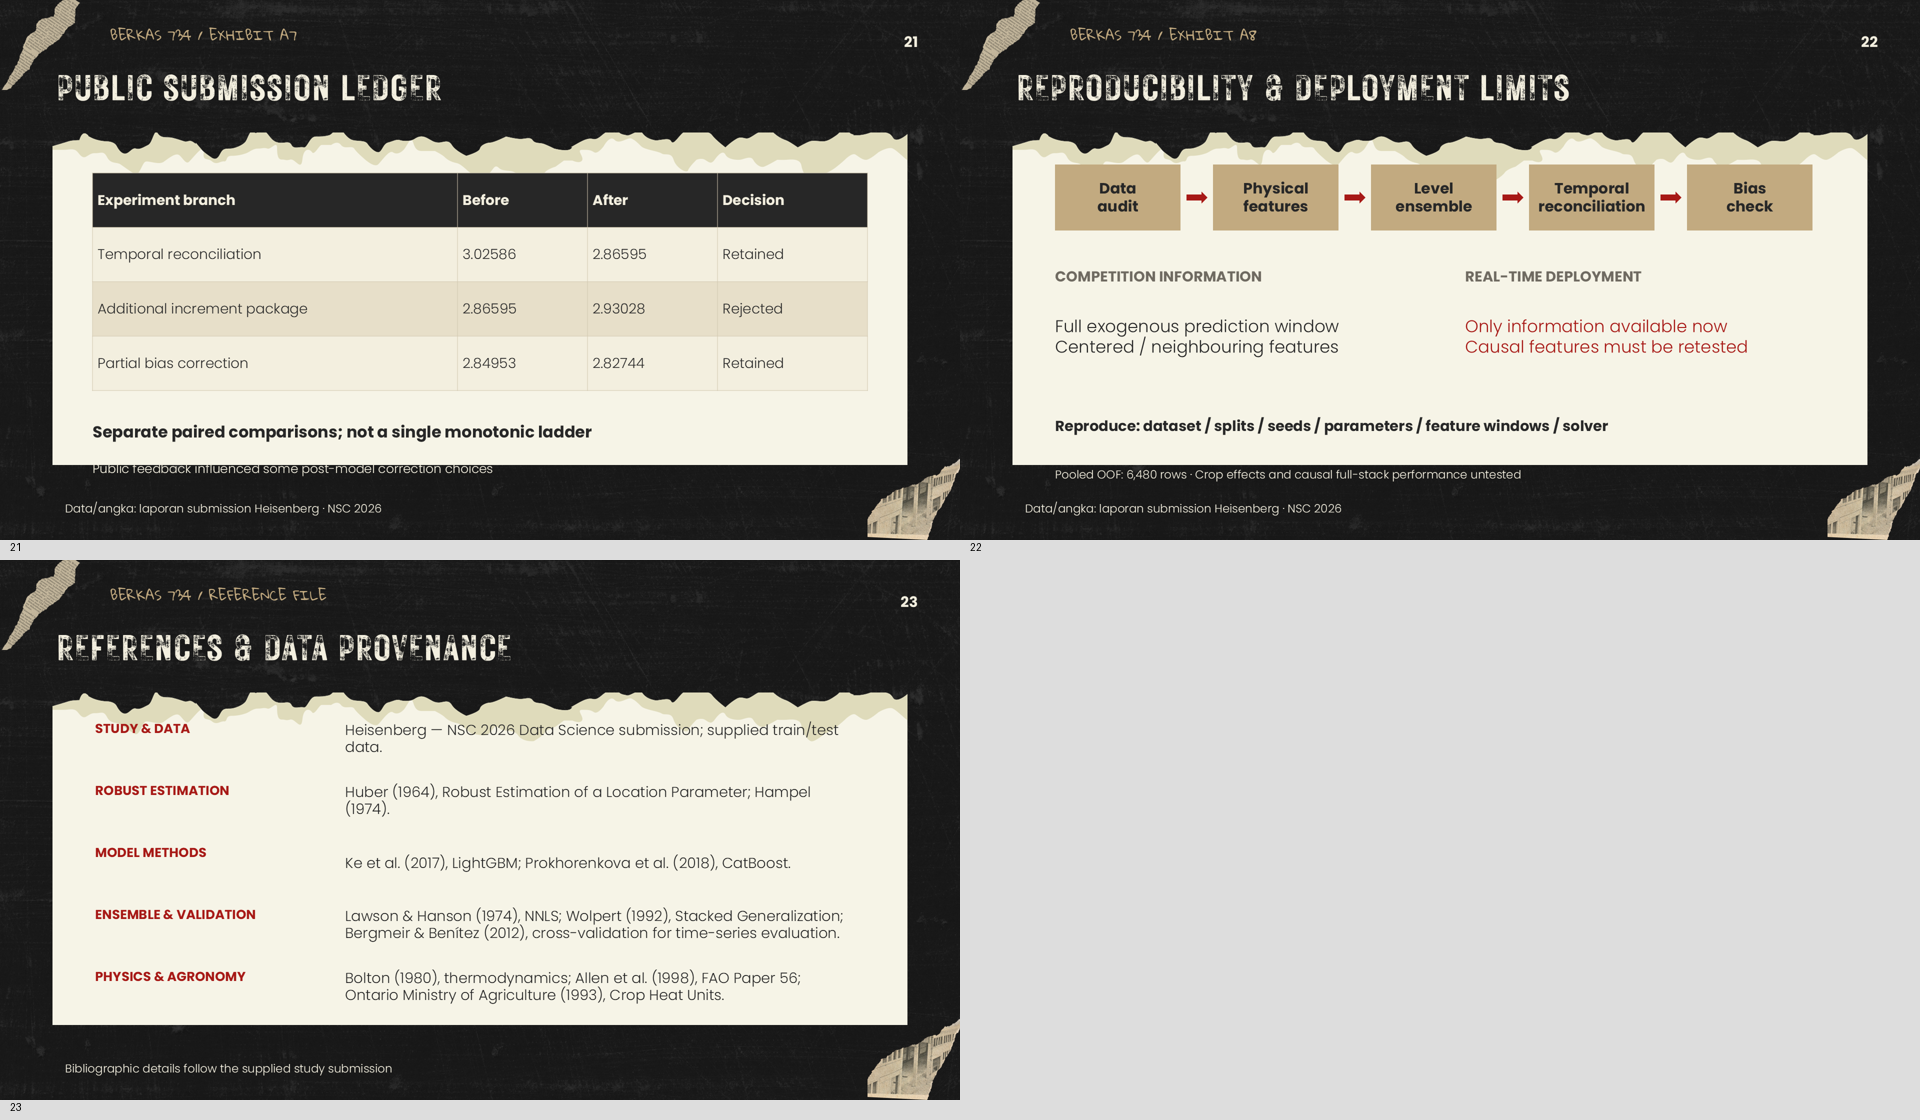 BERKAS 734 / EXHIBIT A7
21
PUBLIC SUBMISSION LEDGER
Experiment branch Before After Decision
Temporal reconciliation 3.02586 2.86595 Retained
Additional increment package 2.86595 2.93028 Rejected
Partial bias correction 2.84953 2.82744 Retained
Separate paired comparisons; not a single monotonic ladder
Public feedback influenced some post-model correction choices
Data/angka: laporan submission Heisenberg · NSC 2026
21
BERKAS 734 / EXHIBIT A8
22
REPRODUCIBILITY & DEPLOYMENT LIMITS
Data
audit
Physical
features
Level
ensemble
Temporal
reconciliation
Bias
check
COMPETITION INFORMATION
Full exogenous prediction window
Centered / neighbouring features
REAL-TIME DEPLOYMENT
Only information available now
Causal features must be retested
Reproduce: dataset / splits / seeds / parameters / feature windows / solver
Pooled OOF: 6,480 rows · Crop effects and causal full-stack performance untested
Data/angka: laporan submission Heisenberg · NSC 2026
22
BERKAS 734 / REFERENCE FILE
23
REFERENCES & DATA PROVENANCE
STUDY & DATA
Heisenberg — NSC 2026 Data Science submission; supplied train/test
data.
ROBUST ESTIMATION
Huber (1964), Robust Estimation of a Location Parameter; Hampel
(1974).
MODEL METHODS
Ke et al. (2017), LightGBM; Prokhorenkova et al. (2018), CatBoost.
ENSEMBLE & VALIDATION
Lawson & Hanson (1974), NNLS; Wolpert (1992), Stacked Generalization;
Bergmeir & Benítez (2012), cross-validation for time-series evaluation.
PHYSICS & AGRONOMY
Bolton (1980), thermodynamics; Allen et al. (1998), FAO Paper 56;
Ontario Ministry of Agriculture (1993), Crop Heat Units.
Bibliographic details follow the supplied study submission
23